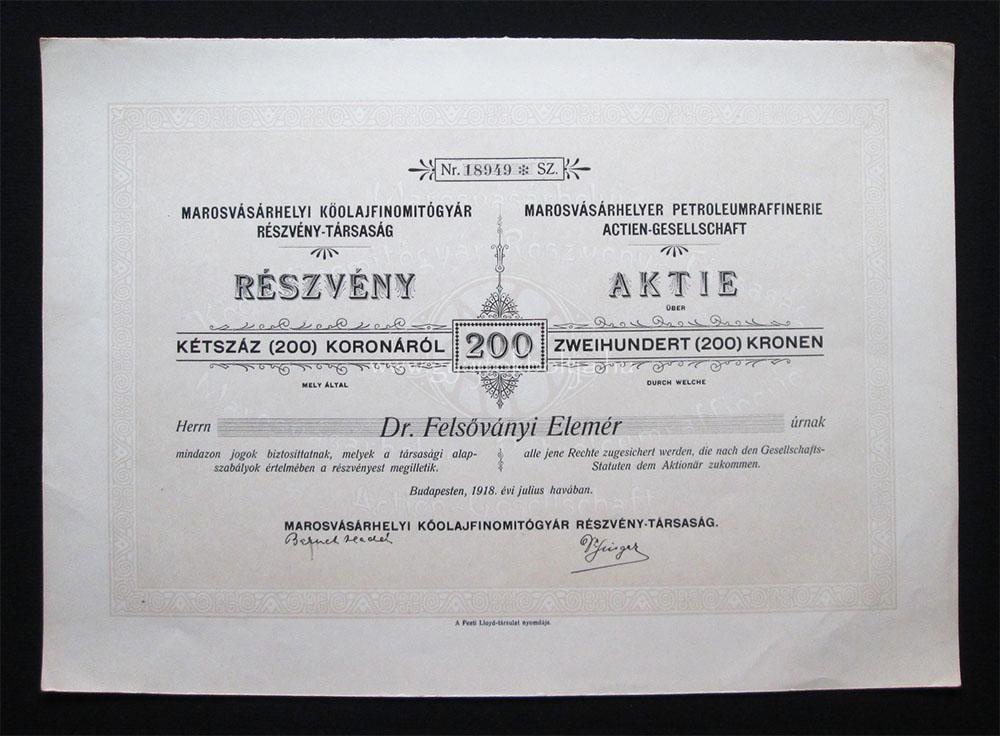 Nr. 18949 * SZ.
MAROSVÁSÁRHELYI KŐOLAJFINOMITÓGYÁR
RÉSZVÉNY-TÁRSASÁG
RÉSZVÉNY
KÉTSZÁZ (200) KORONÁRÓL
MELY ÁLTAL
MAROSVÁSÁRHELYER PETROLEUMRAFFINERIE
ACTIEN-GESELLSCHAFT
AKTIE
ÜBER
200
ZWEIHUNDERT (200) KRONEN
DURCH WELCHE
Herrn Dr. Felsőványi Elemér úrnak
mindazon jogok biztosittatnak, melyek a társasági alap-
szabályok értelmében a részvényest megilletik.
alle jene Rechte zugesichert werden, die nach den Gesellschafts-
Statuten dem Aktionär zukommen.
Budapesten, 1918. évi julius havában.
MAROSVÁSÁRHELYI KŐOLAJFINOMITÓGYÁR RÉSZVÉNY-TÁRSASÁG.
A Pesti Lloyd-társulat nyomdája.